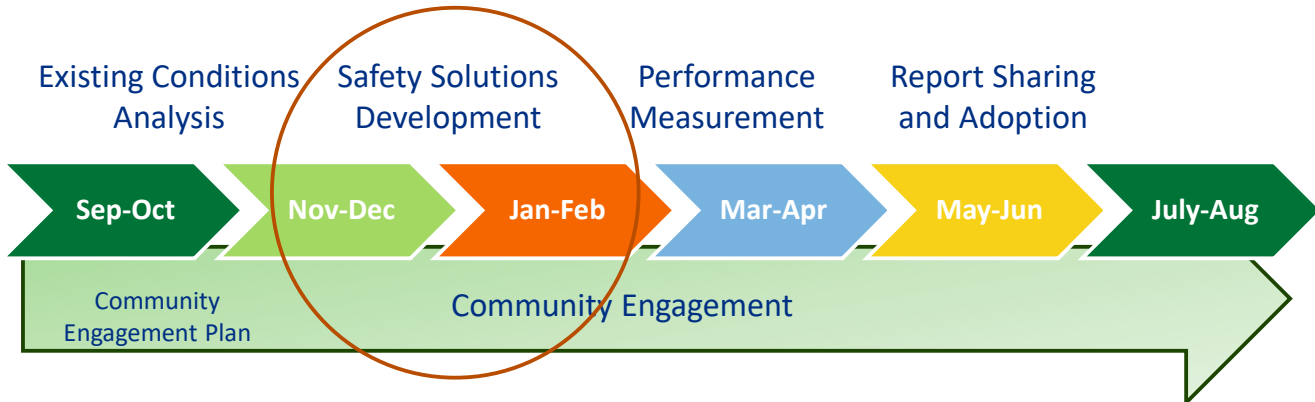 Existing Conditions
Analysis
Safety Solutions
Development
Performance
Measurement
Report Sharing
and Adoption
Sep-Oct
Nov-Dec
Jan-Feb
Mar-Apr
May-Jun
July-Aug
Community
Engagement Plan
Community Engagement